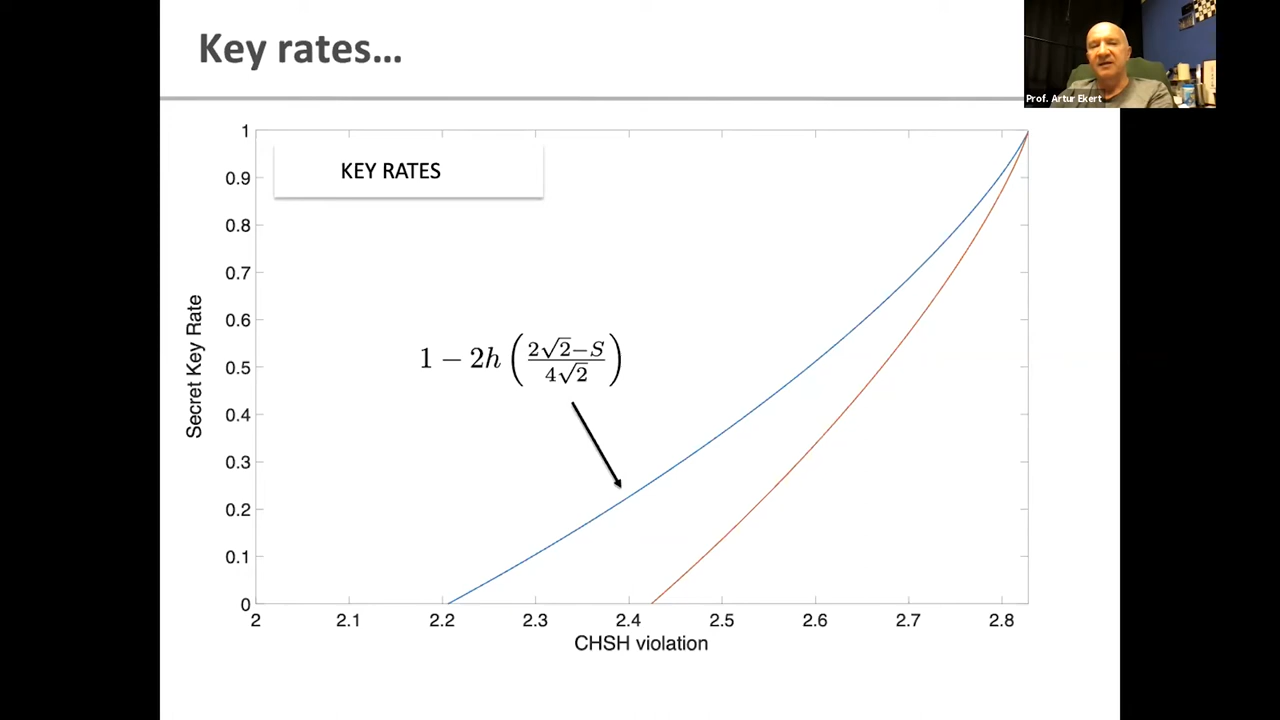 Key rates...
Prof. Artur Ekert
KEY RATES
1 − 2h (2√2−S / 4√2)
Secret Key Rate
1
0.9
0.8
0.7
0.6
0.5
0.4
0.3
0.2
0.1
0
2 2.1 2.2 2.3 2.4 2.5 2.6 2.7 2.8
CHSH violation